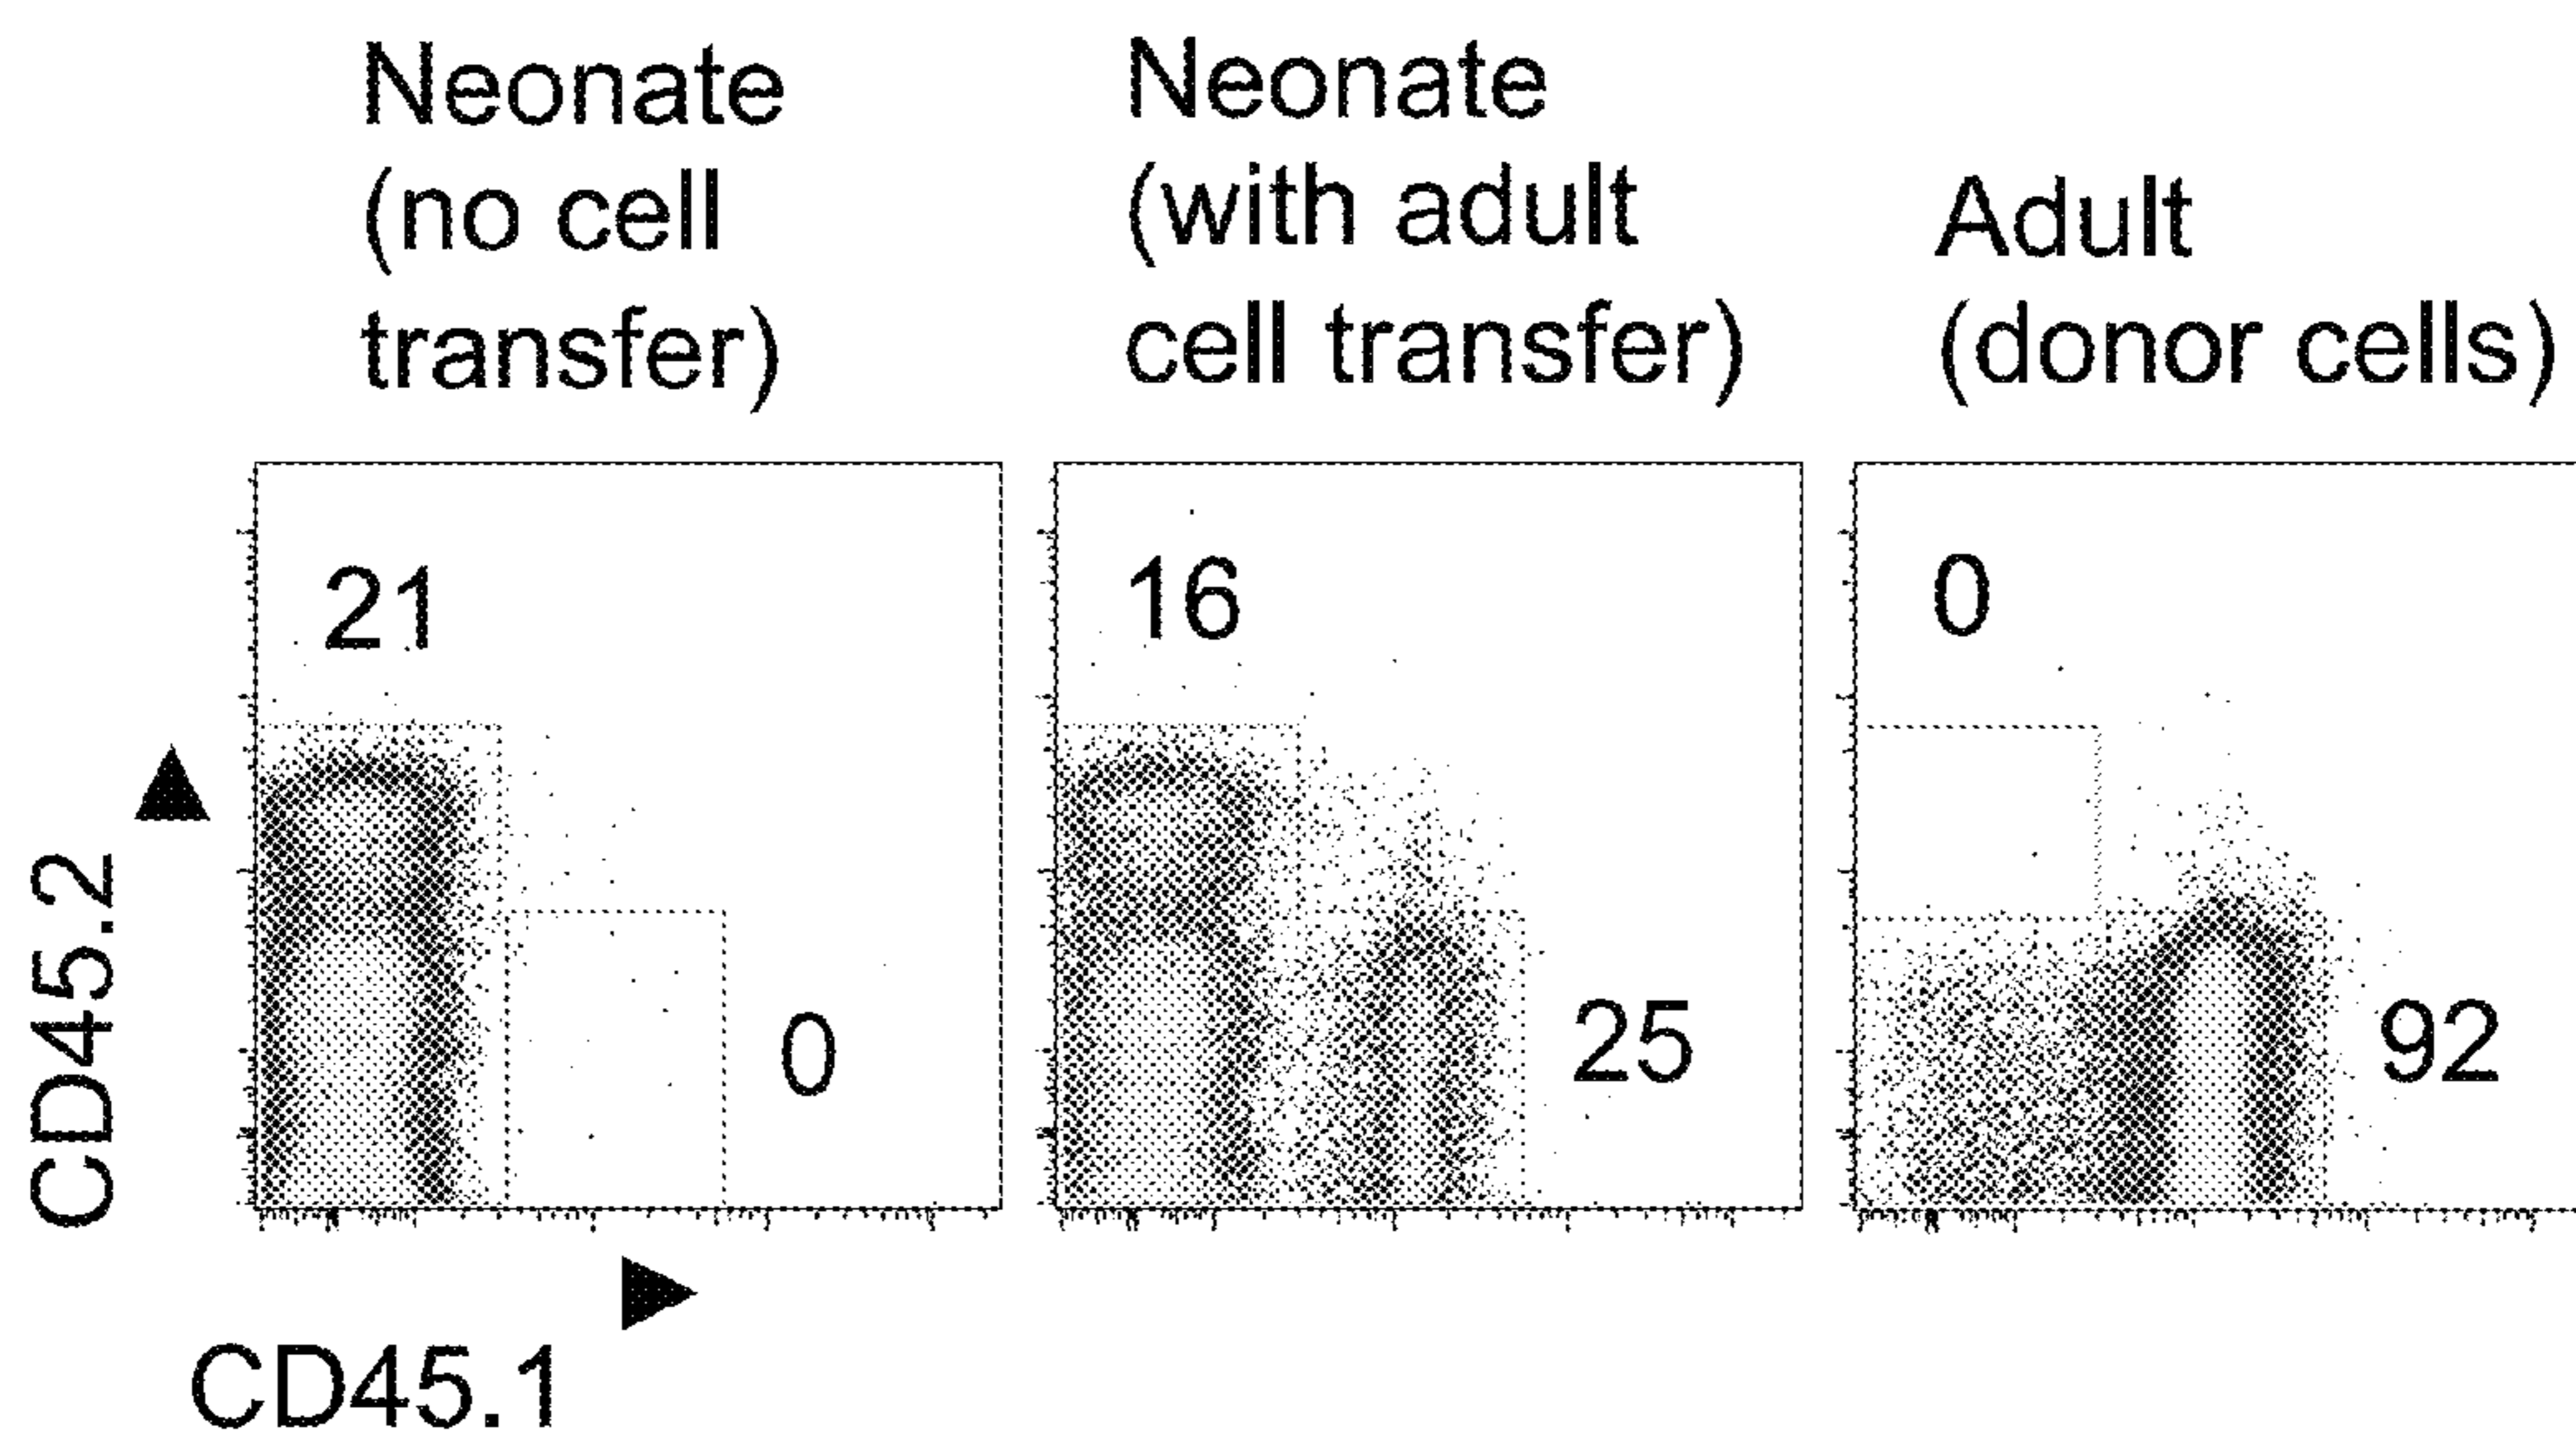 Neonate
(no cell
transfer)
Neonate
(with adult
cell transfer)
Adult
(donor cells)
21
0
16
25
0
92
CD45.2
CD45.1